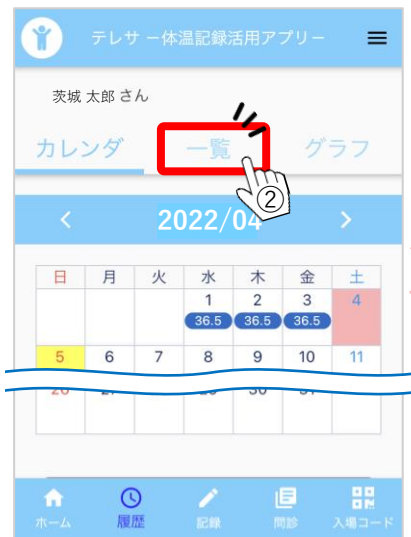 テレサ ー体温記録活用アプリー
茨城 太郎 さん
カレンダ 一覧 グラフ
②
< 2022/04 >
日 月 火 水 木 金 土
1 2 3 4
36.5 36.5 36.5
5 6 7 8 9 10 11
ホーム 履歴 記録 問診 入場コード